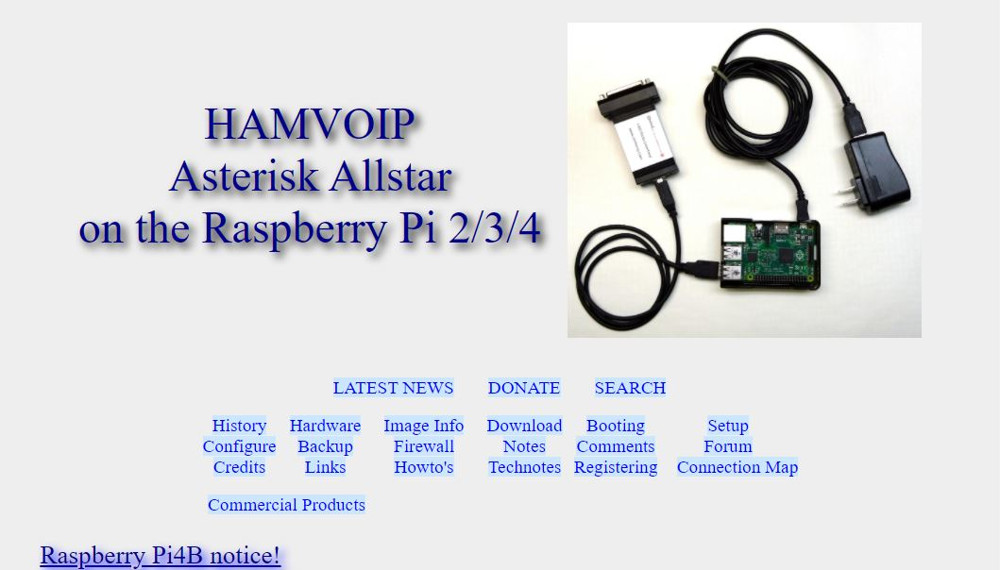 HAMVOIP
Asterisk Allstar
on the Raspberry Pi 2/3/4
LATEST NEWS DONATE SEARCH
History Hardware Image Info Download Booting Setup
Configure Backup Firewall Notes Comments Forum
Credits Links Howto's Technotes Registering Connection Map
Commercial Products
Raspberry Pi4B notice!